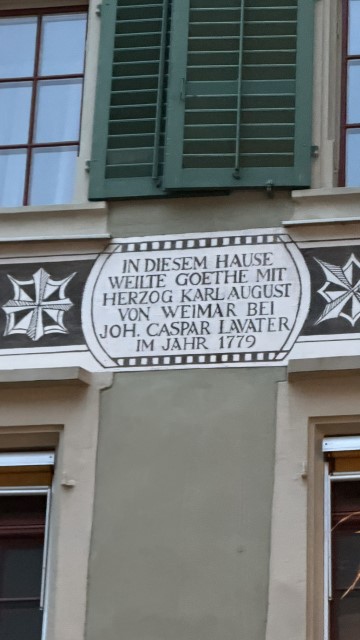 IN DIESEM HAUSE
WEILTE GOETHE MIT
HERZOG KARL AUGUST
VON WEIMAR BEI
JOH. CASPAR LAVATER
IM JAHR 1779